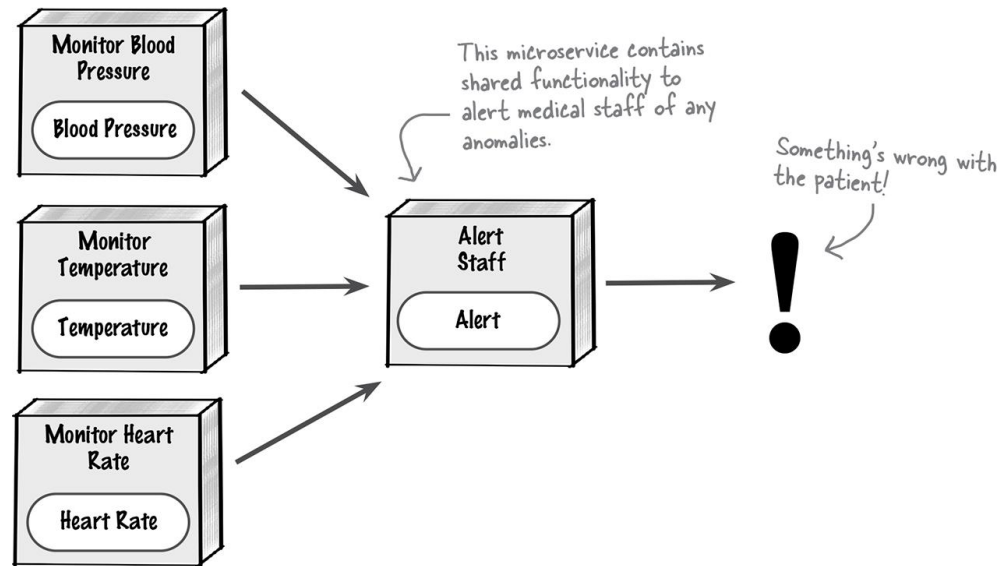 Monitor Blood
Pressure
Blood Pressure
This microservice contains
shared functionality to
alert medical staff of any
anomalies.
Something's wrong with
the patient!
Monitor
Temperature
Temperature
Alert
Staff
Alert
!
Monitor Heart
Rate
Heart Rate